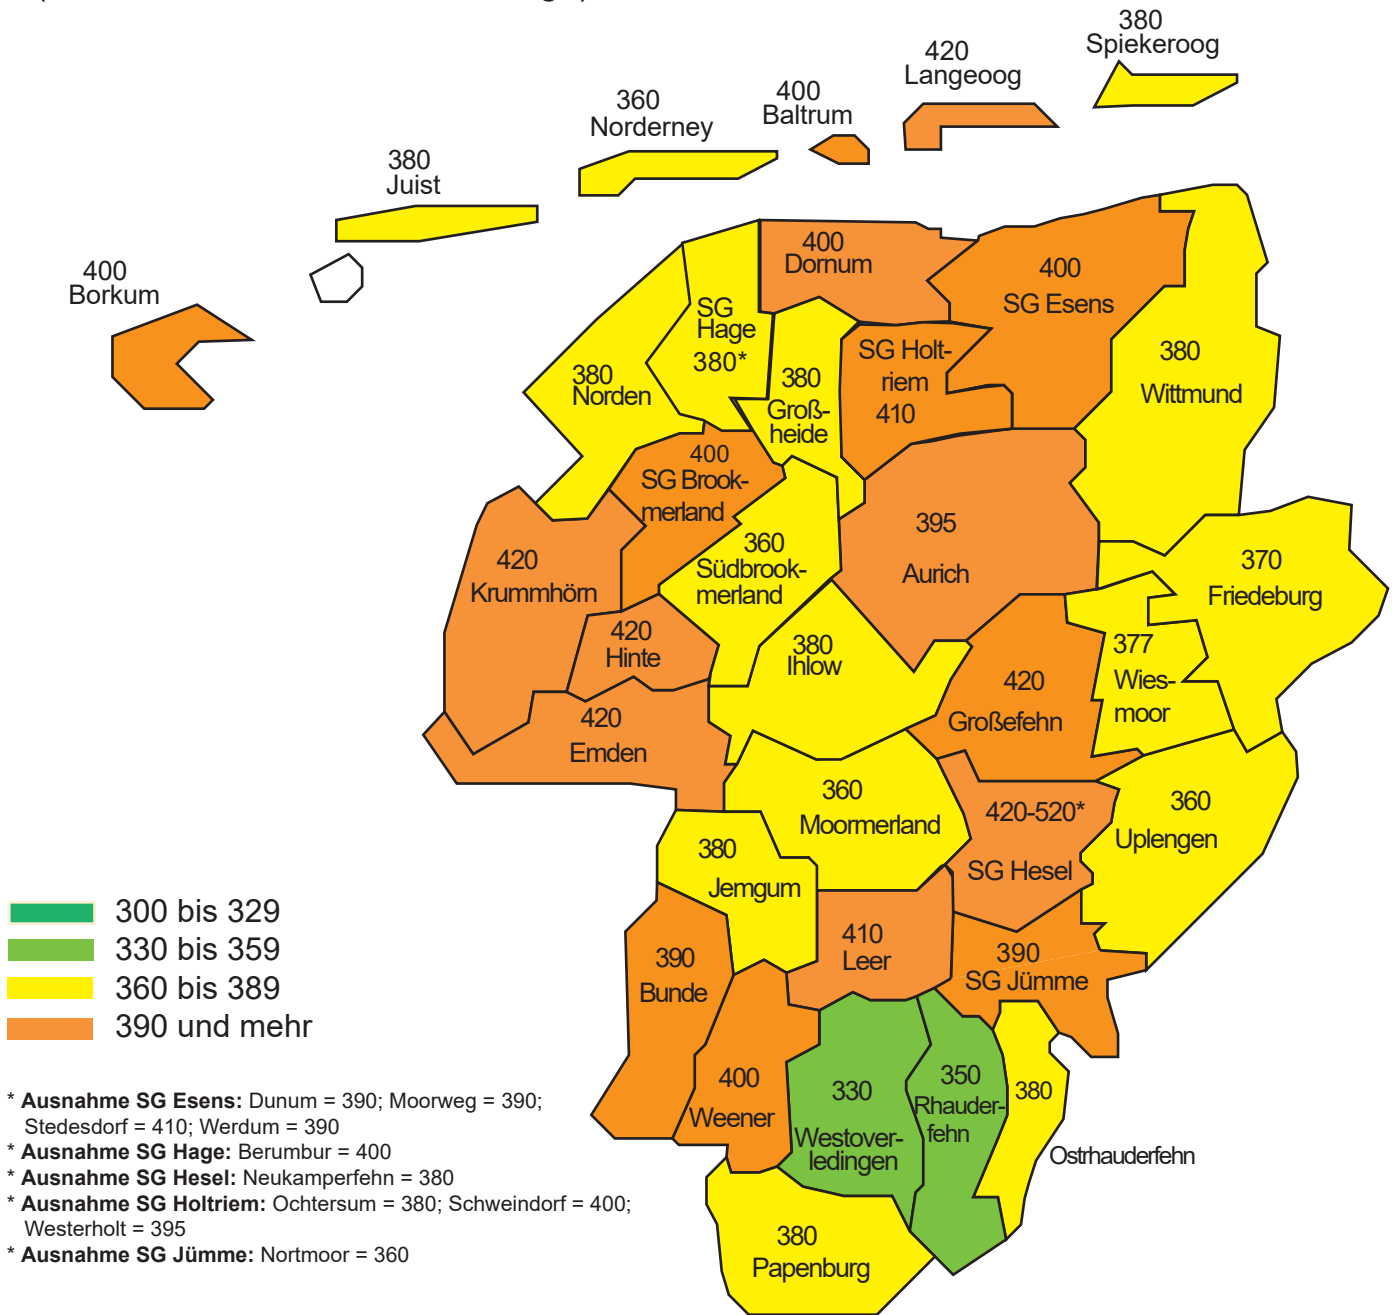 380
Spiekeroog
420
Langeoog
400
Baltrum
360
Norderney
380
Juist
400
Borkum
400
Dornum
400
SG Esens
SG
Hage
380*
380
Norden
380
Groß-
heide
SG Holt-
riem
410
380
Wittmund
400
SG Brook-
merland
395
Aurich
360
Südbrook-
merland
420
Krummhörn
370
Friedeburg
420
Hinte
380
Ihlow
377
Wies-
moor
420
Großefehn
420
Emden
360
Moormerland
420-520*
SG Hesel
360
Uplengen
380
Jemgum
410
Leer
390
SG Jümme
390
Bunde
400
Weener
330
Westover-
ledingen
350
Rhauder-
fehn
380
Ostrhauderfehn
380
Papenburg
300 bis 329
330 bis 359
360 bis 389
390 und mehr
* Ausnahme SG Esens: Dunum = 390; Moorweg = 390;
Stedesdorf = 410; Werdum = 390
* Ausnahme SG Hage: Berumbur = 400
* Ausnahme SG Hesel: Neukamperfehn = 380
* Ausnahme SG Holtriem: Ochtersum = 380; Schweindorf = 400;
Westerholt = 395
* Ausnahme SG Jümme: Nortmoor = 360